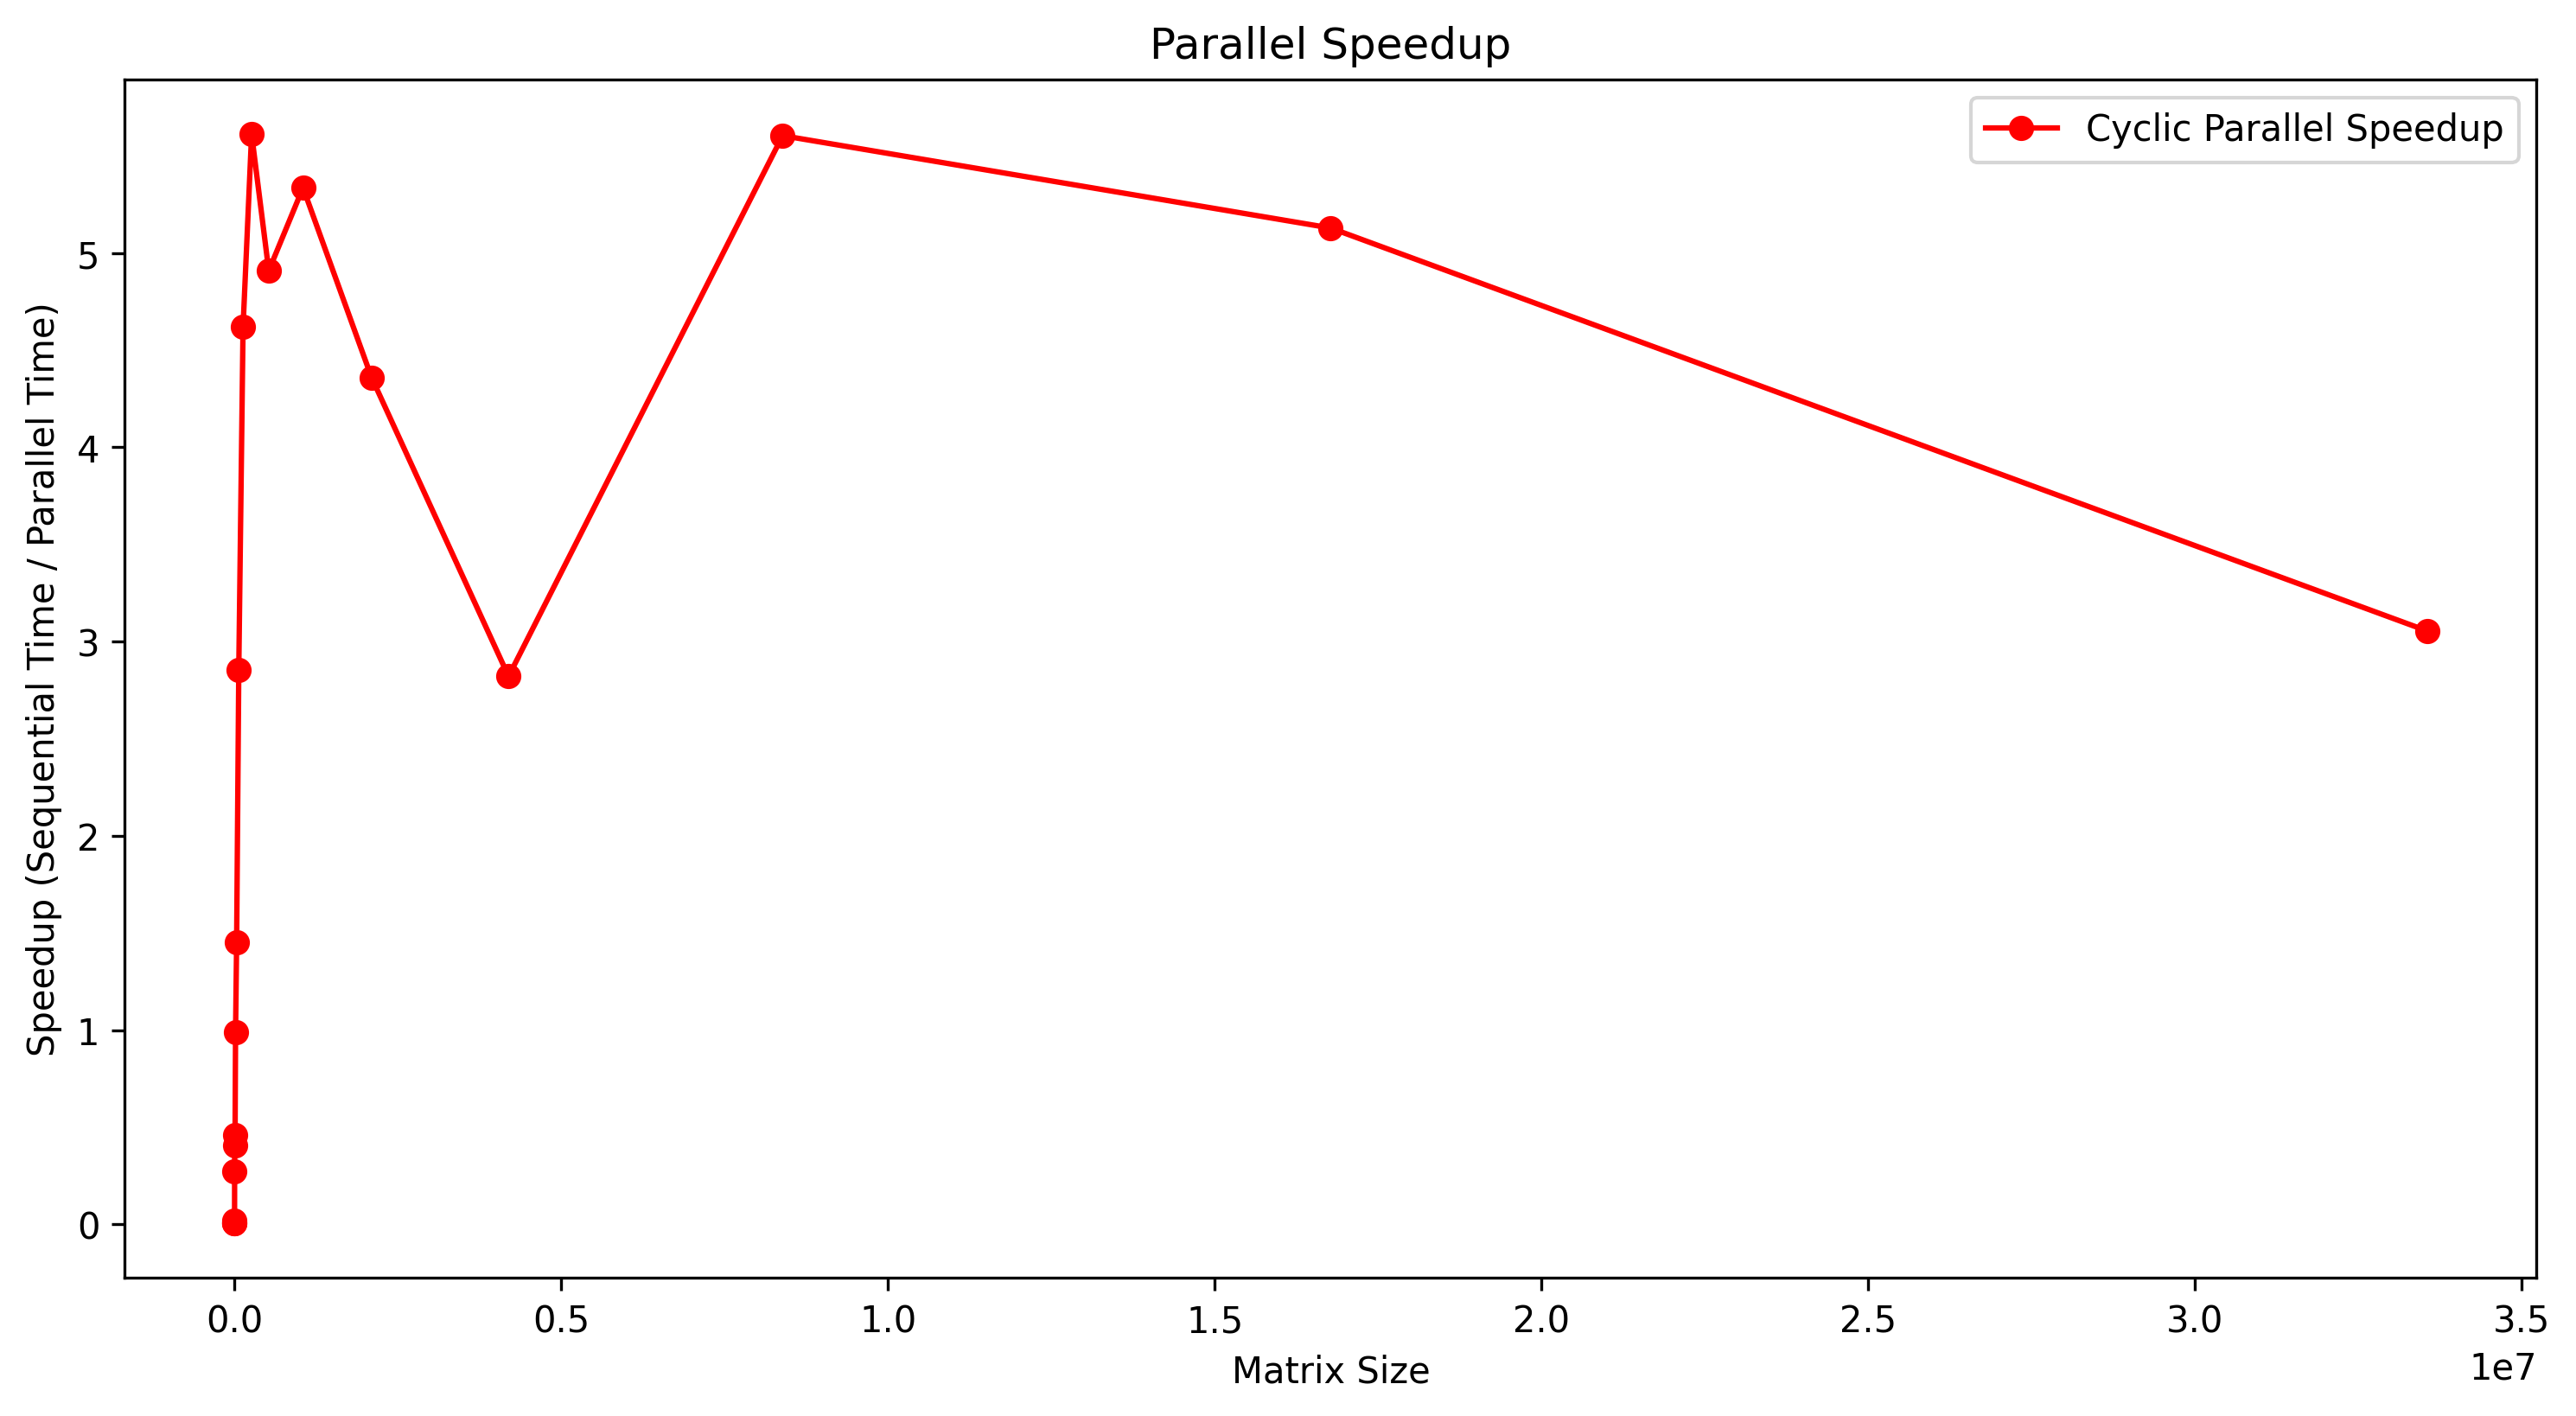 Parallel Speedup
Cyclic Parallel Speedup
Speedup (Sequential Time / Parallel Time)
5
4
3
2
1
0
0.0 0.5 1.0 1.5 2.0 2.5 3.0 3.5
1e7
Matrix Size